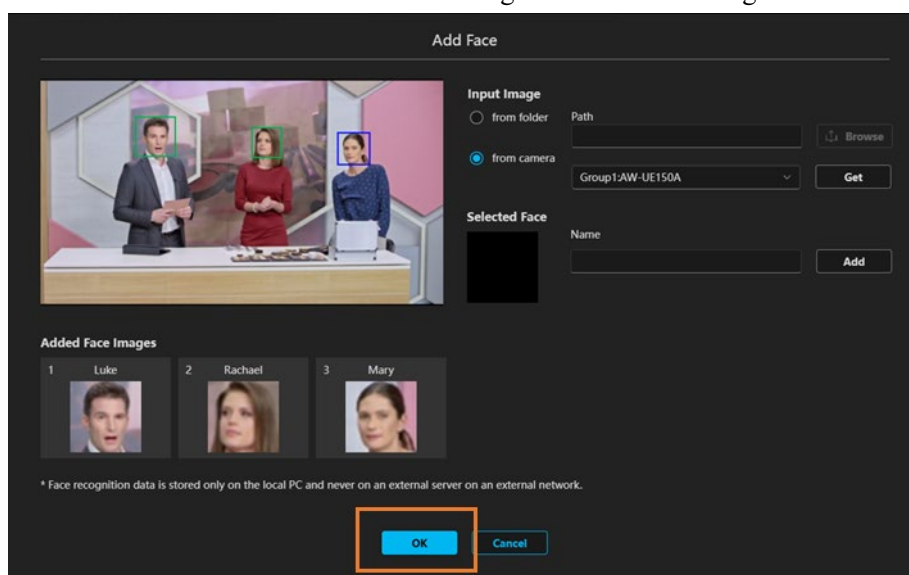 Add Face
Input Image
from folder
Path
Browse
from camera
Group1:AW-UE150A
Get
Selected Face
Name
Add
Added Face Images
1 Luke
2 Rachael
3 Mary
* Face recognition data is stored only on the local PC and never on an external server on an external network.
OK
Cancel